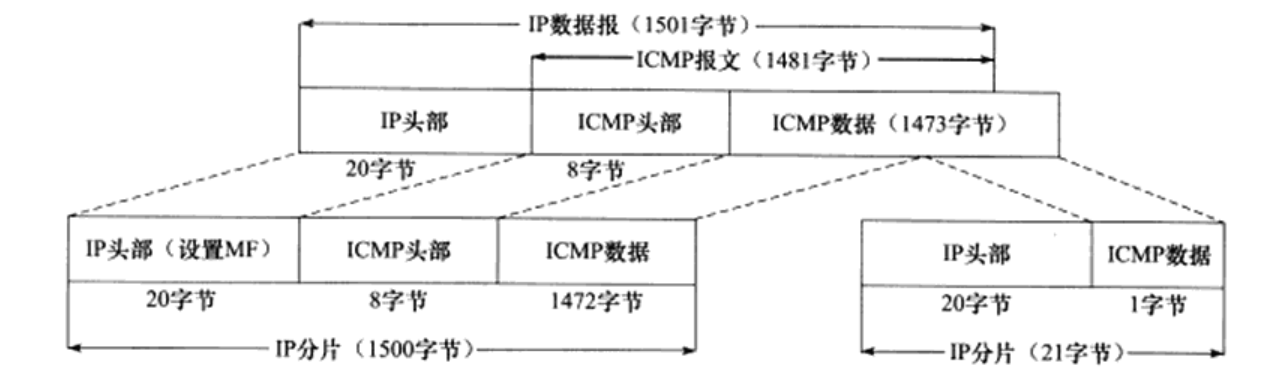 IP数据报（1501字节）
ICMP报文（1481字节）
IP头部 ICMP头部 ICMP数据（1473字节）
20字节 8字节
IP头部（设置MF） ICMP头部 ICMP数据 IP头部 ICMP数据
20字节 8字节 1472字节 20字节 1字节
IP分片（1500字节） IP分片（21字节）